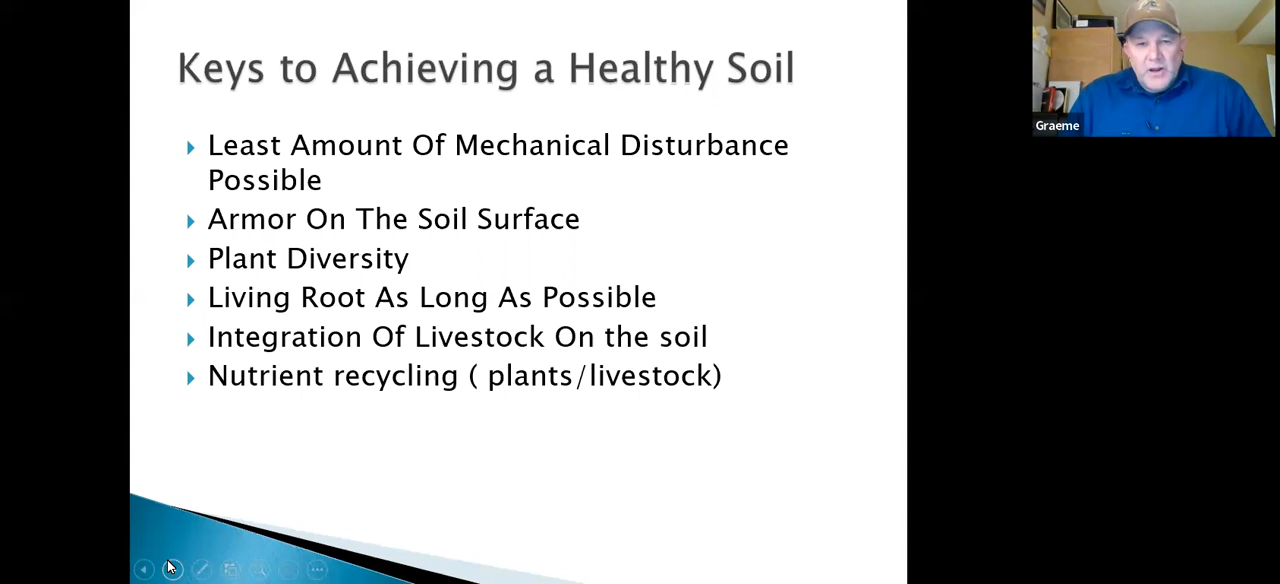 Keys to Achieving a Healthy Soil
Least Amount Of Mechanical Disturbance
Possible
Armor On The Soil Surface
Plant Diversity
Living Root As Long As Possible
Integration Of Livestock On the soil
Nutrient recycling ( plants/livestock)
Graeme